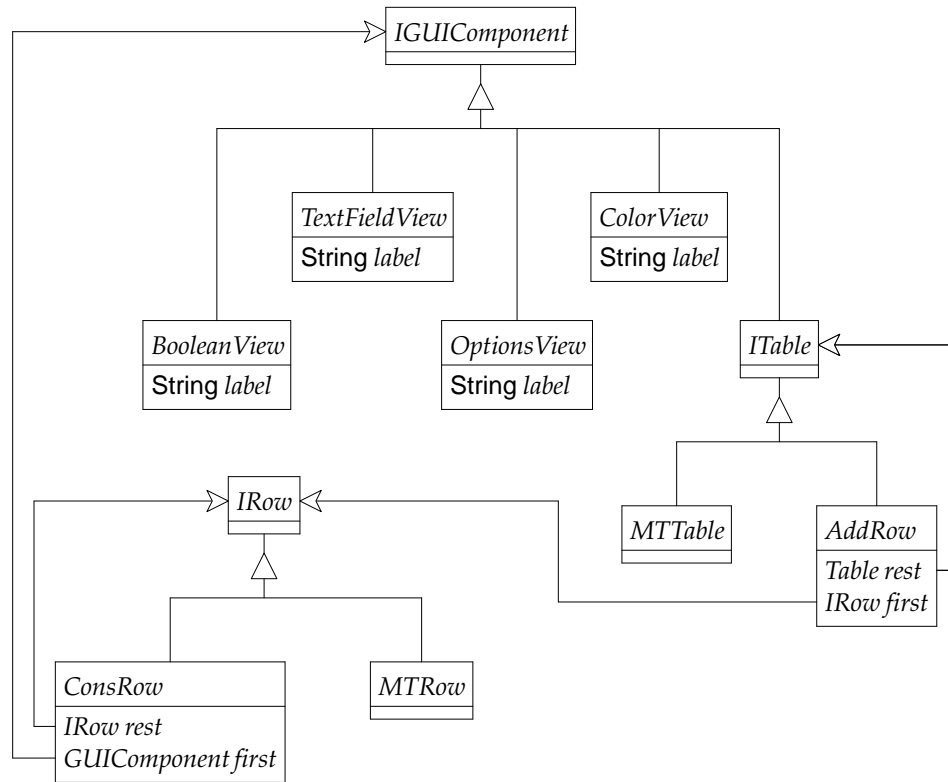 IGUIComponent
TextFieldView
String label
ColorView
String label
BooleanView
String label
OptionsView
String label
ITable
IRow
MTTable
AddRow
Table rest
IRow first
ConsRow
IRow rest
GUIComponent first
MTRow